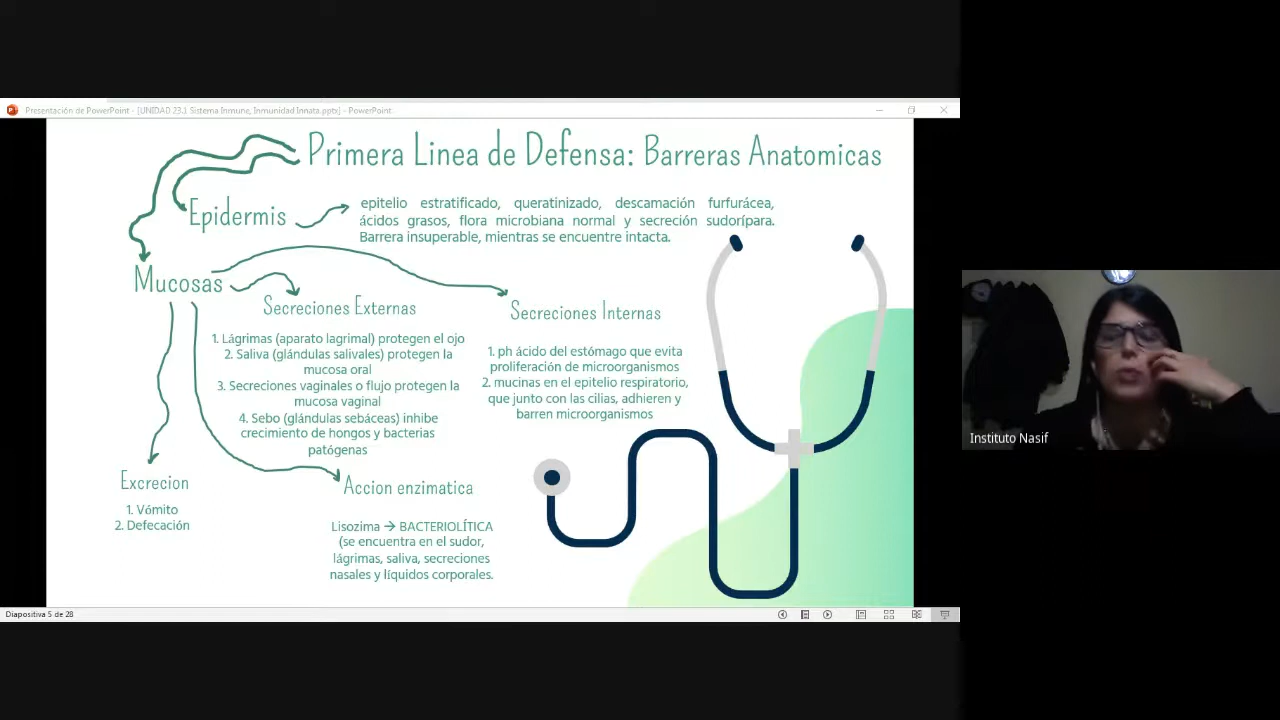 Presentación de PowerPoint - [UNIDAD 23.) Sistema Inmune; Inmunidad Innata.pptx] - PowerPoint
Primera Linea de Defensa: Barreras Anatomicas
Epidermis
epitelio estratificado, queratinizado, descamación furfurácea,
ácidos grasos, flora microbiana normal y secreción sudorípara.
Barrera insuperable, mientras se encuentre intacta.
Mucosas
Secreciones Externas
1. Lágrimas (aparato lagrimal) protegen el ojo
2. Saliva (glándulas salivales) protegen la
mucosa oral
3. Secreciones vaginales o flujo protegen la
mucosa vaginal
4. Sebo (glándulas sebáceas) inhibe
crecimiento de hongos y bacterias
patógenas
Secreciones Internas
1. ph ácido del estómago que evita
proliferación de microorganismos
2. mucinas en el epitelio respiratorio,
que junto con las cilias, adhieren y
barren microorganismos
Excrecion
1. Vómito
2. Defecación
Accion enzimatica
Lisozima → BACTERIOLÍTICA
(se encuentra en el sudor,
lágrimas, saliva, secreciones
nasales y líquidos corporales.
Diapositiva 5 de 28
Instituto Nasif